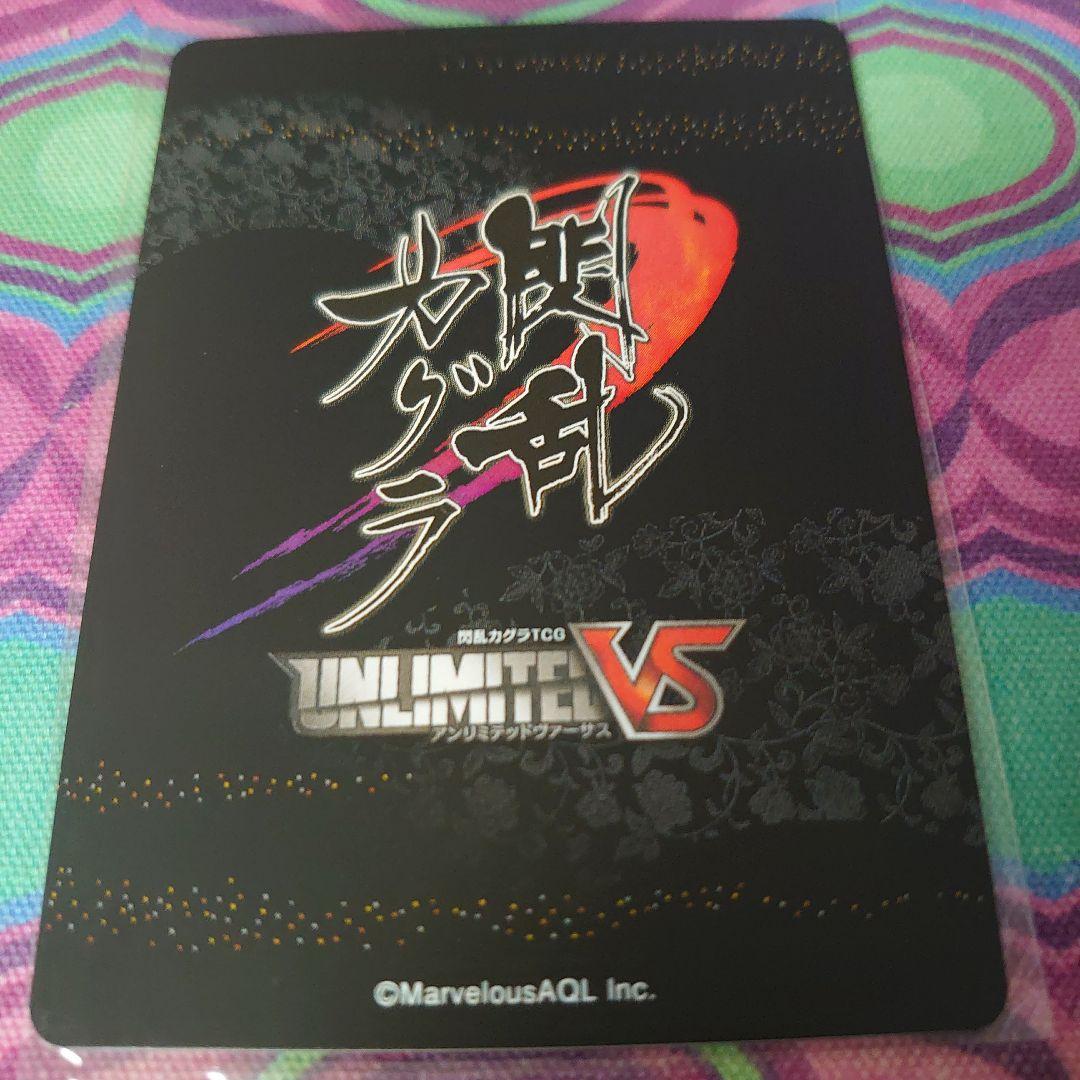 閃乱
カグラ
閃乱カグラTCG
UNLIMITED VS
アンリミテッドヴァーサス
©MarvelousAQL Inc.